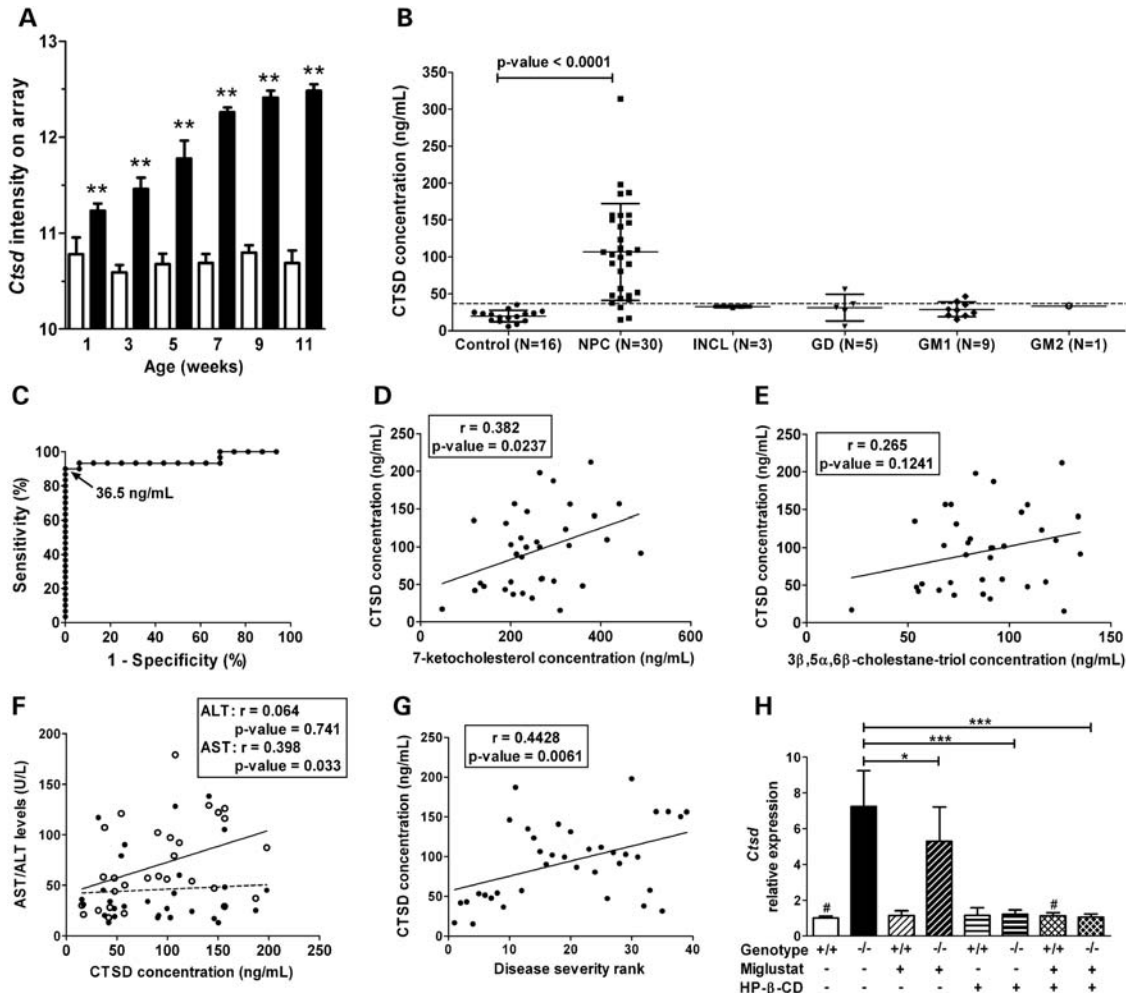 A
Ctsd intensity on array
13
12
11
10
** ** ** ** ** **
1 3 5 7 9 11
Age (weeks)
B
p-value < 0.0001
CTSD concentration (ng/mL)
350
300
250
200
150
100
50
0
Control (N=16) NPC (N=30) INCL (N=3) GD (N=5) GM1 (N=9) GM2 (N=1)
C
Sensitivity (%)
100
80
60
40
20
0
36.5 ng/mL
0 20 40 60 80 100
1 - Specificity (%)
D
r = 0.382
p-value = 0.0237
CTSD concentration (ng/mL)
250
200
150
100
50
0
0 200 400 600
7-ketocholesterol concentration (ng/mL)
E
r = 0.265
p-value = 0.1241
CTSD concentration (ng/mL)
250
200
150
100
50
0
0 50 100 150
3β,5α,6β-cholestane-triol concentration (ng/mL)
F
ALT: r = 0.064
p-value = 0.741
AST: r = 0.398
p-value = 0.033
AST/ALT levels (U/L)
200
150
100
50
0
0 50 100 150 200 250
CTSD concentration (ng/mL)
G
r = 0.4428
p-value = 0.0061
CTSD concentration (ng/mL)
250
200
150
100
50
0
0 10 20 30 40
Disease severity rank
H
***
***
*
Ctsd
relative expression
10
8
6
4
2
0
# #
Genotype +/+ -/- +/+ -/- +/+ -/- +/+ -/-
Miglustat - - + + - - + +
HP-β-CD - - - - + + + +